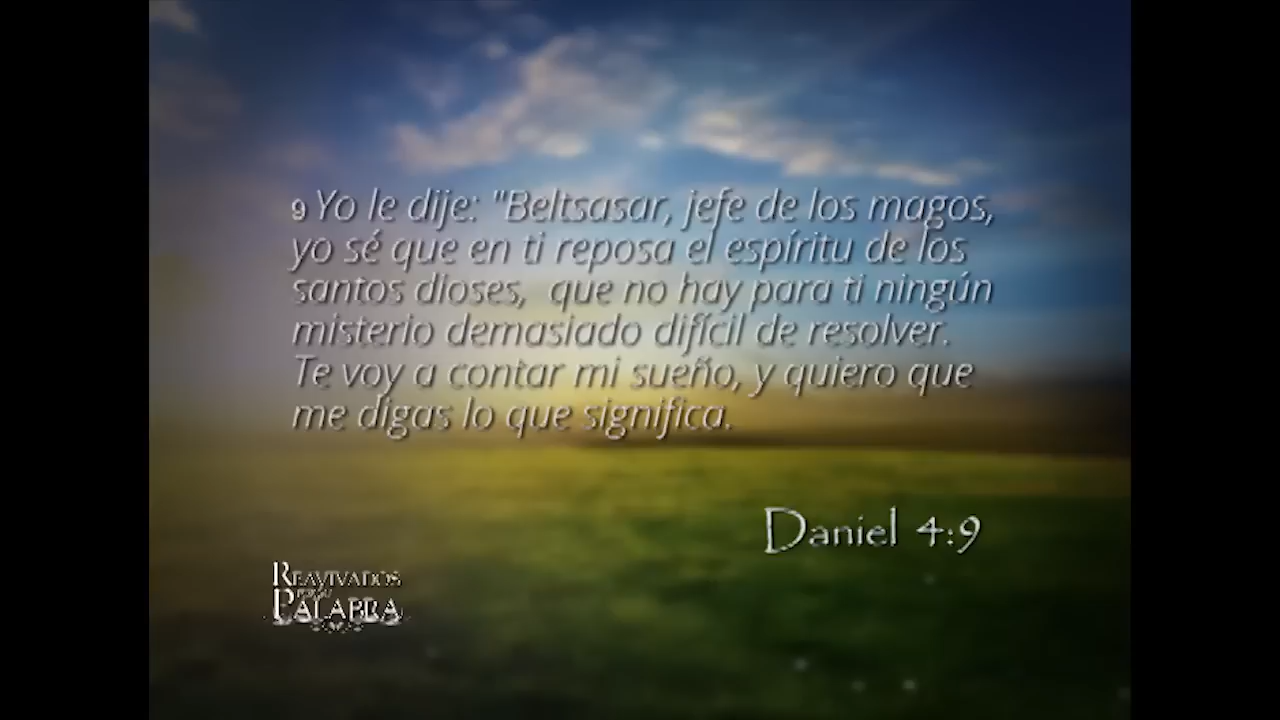 9 Yo le dije: "Beltsasar, jefe de los magos,
yo sé que en ti reposa el espíritu de los
santos dioses, que no hay para ti ningún
misterio demasiado difícil de resolver.
Te voy a contar mi sueño, y quiero que
me digas lo que significa.
Daniel 4:9
REAVIVADOS
POR SU
PALABRA